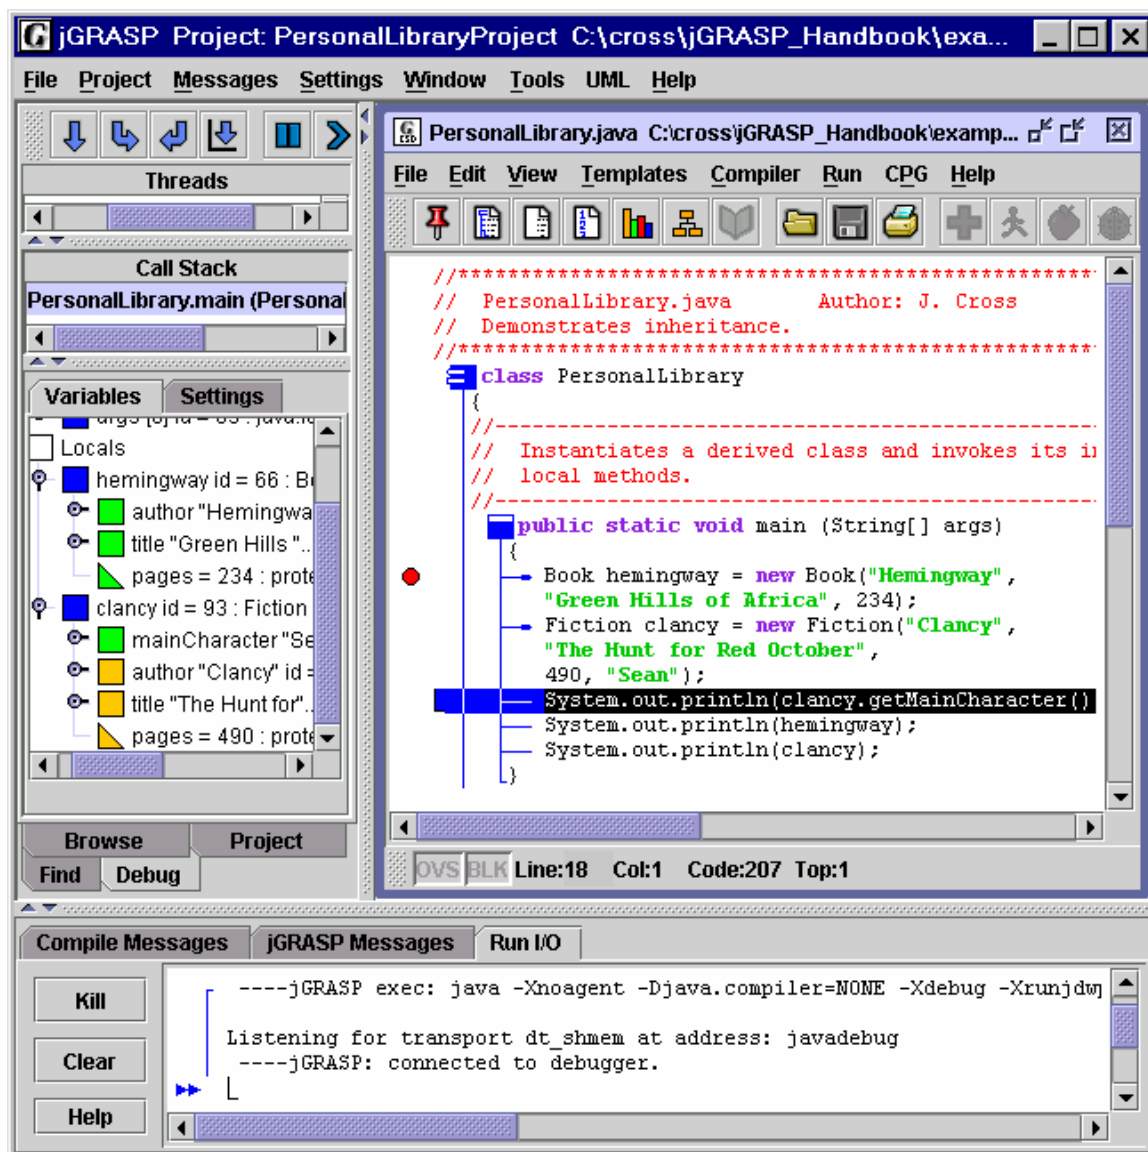 jGRASP Project: PersonalLibraryProject C:\cross\jGRASP_Handbook\exa...
File Project Messages Settings Window Tools UML Help
Threads
Call Stack
PersonalLibrary.main (Personal
Variables Settings
Locals
hemingway id = 66 : B
author "Hemingwa
title "Green Hills "..
pages = 234 : prote
clancy id = 93 : Fiction
mainCharacter "Se
author "Clancy" id =
title "The Hunt for"..
pages = 490 : prote
Browse Project
Find Debug
PersonalLibrary.java C:\cross\jGRASP_Handbook\examp...
File Edit View Templates Compiler Run CPG Help
//****************************************************
// PersonalLibrary.java Author: J. Cross
// Demonstrates inheritance.
//****************************************************
class PersonalLibrary
{
//--------------------------------------------------
// Instantiates a derived class and invokes its i
// local methods.
//--------------------------------------------------
public static void main (String[] args)
{
Book hemingway = new Book("Hemingway",
"Green Hills of Africa", 234);
Fiction clancy = new Fiction("Clancy",
"The Hunt for Red October",
490, "Sean");
System.out.println(clancy.getMainCharacter()
System.out.println(hemingway);
System.out.println(clancy);
}
OVS BLK Line:18 Col:1 Code:207 Top:1
Compile Messages jGRASP Messages Run I/O
Kill
Clear
Help
----jGRASP exec: java -Xnoagent -Djava.compiler=NONE -Xdebug -Xrunjdw
Listening for transport dt_shmem at address: javadebug
----jGRASP: connected to debugger.